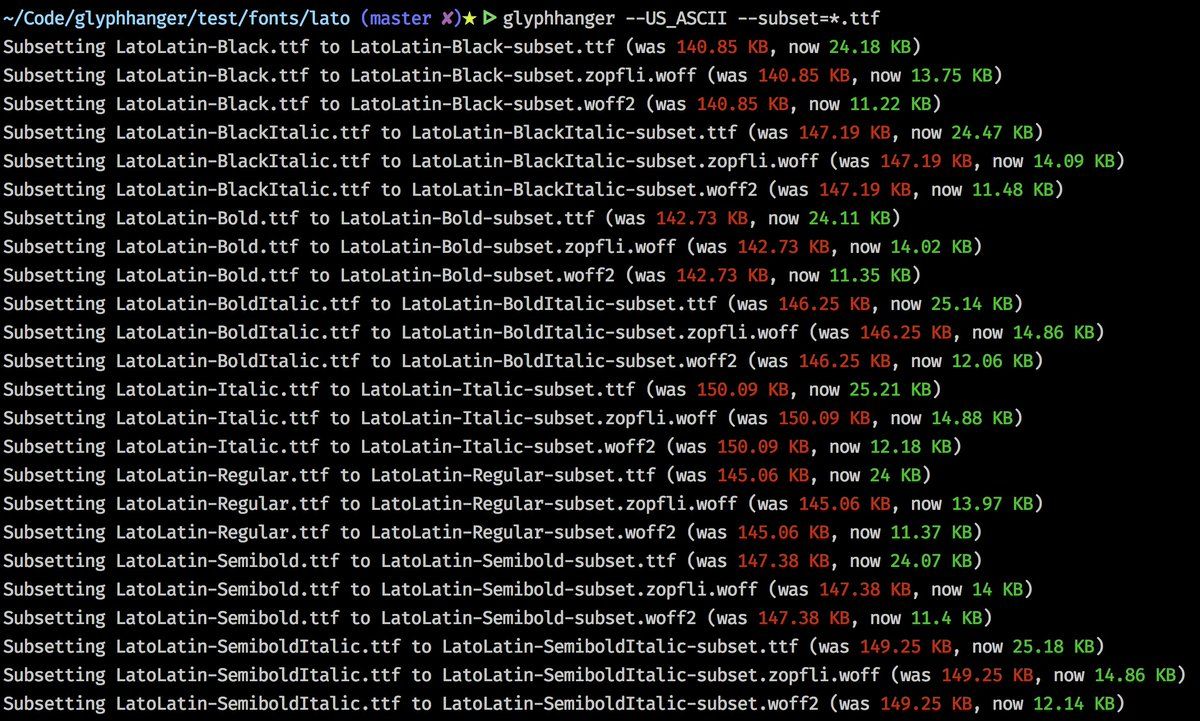 ~/Code/glyphhanger/test/fonts/lato (master ✘)★ ᐅ glyphhanger --US_ASCII --subset=*.ttf
Subsetting LatoLatin-Black.ttf to LatoLatin-Black-subset.ttf (was 140.85 KB, now 24.18 KB)
Subsetting LatoLatin-Black.ttf to LatoLatin-Black-subset.zopfli.woff (was 140.85 KB, now 13.75 KB)
Subsetting LatoLatin-Black.ttf to LatoLatin-Black-subset.woff2 (was 140.85 KB, now 11.22 KB)
Subsetting LatoLatin-BlackItalic.ttf to LatoLatin-BlackItalic-subset.ttf (was 147.19 KB, now 24.47 KB)
Subsetting LatoLatin-BlackItalic.ttf to LatoLatin-BlackItalic-subset.zopfli.woff (was 147.19 KB, now 14.09 KB)
Subsetting LatoLatin-BlackItalic.ttf to LatoLatin-BlackItalic-subset.woff2 (was 147.19 KB, now 11.48 KB)
Subsetting LatoLatin-Bold.ttf to LatoLatin-Bold-subset.ttf (was 142.73 KB, now 24.11 KB)
Subsetting LatoLatin-Bold.ttf to LatoLatin-Bold-subset.zopfli.woff (was 142.73 KB, now 14.02 KB)
Subsetting LatoLatin-Bold.ttf to LatoLatin-Bold-subset.woff2 (was 142.73 KB, now 11.35 KB)
Subsetting LatoLatin-BoldItalic.ttf to LatoLatin-BoldItalic-subset.ttf (was 146.25 KB, now 25.14 KB)
Subsetting LatoLatin-BoldItalic.ttf to LatoLatin-BoldItalic-subset.zopfli.woff (was 146.25 KB, now 14.86 KB)
Subsetting LatoLatin-BoldItalic.ttf to LatoLatin-BoldItalic-subset.woff2 (was 146.25 KB, now 12.06 KB)
Subsetting LatoLatin-Italic.ttf to LatoLatin-Italic-subset.ttf (was 150.09 KB, now 25.21 KB)
Subsetting LatoLatin-Italic.ttf to LatoLatin-Italic-subset.zopfli.woff (was 150.09 KB, now 14.88 KB)
Subsetting LatoLatin-Italic.ttf to LatoLatin-Italic-subset.woff2 (was 150.09 KB, now 12.18 KB)
Subsetting LatoLatin-Regular.ttf to LatoLatin-Regular-subset.ttf (was 145.06 KB, now 24 KB)
Subsetting LatoLatin-Regular.ttf to LatoLatin-Regular-subset.zopfli.woff (was 145.06 KB, now 13.97 KB)
Subsetting LatoLatin-Regular.ttf to LatoLatin-Regular-subset.woff2 (was 145.06 KB, now 11.37 KB)
Subsetting LatoLatin-Semibold.ttf to LatoLatin-Semibold-subset.ttf (was 147.38 KB, now 24.07 KB)
Subsetting LatoLatin-Semibold.ttf to LatoLatin-Semibold-subset.zopfli.woff (was 147.38 KB, now 14 KB)
Subsetting LatoLatin-Semibold.ttf to LatoLatin-Semibold-subset.woff2 (was 147.38 KB, now 11.4 KB)
Subsetting LatoLatin-SemiboldItalic.ttf to LatoLatin-SemiboldItalic-subset.ttf (was 149.25 KB, now 25.18 KB)
Subsetting LatoLatin-SemiboldItalic.ttf to LatoLatin-SemiboldItalic-subset.zopfli.woff (was 149.25 KB, now 14.86 KB)
Subsetting LatoLatin-SemiboldItalic.ttf to LatoLatin-SemiboldItalic-subset.woff2 (was 149.25 KB, now 12.14 KB)